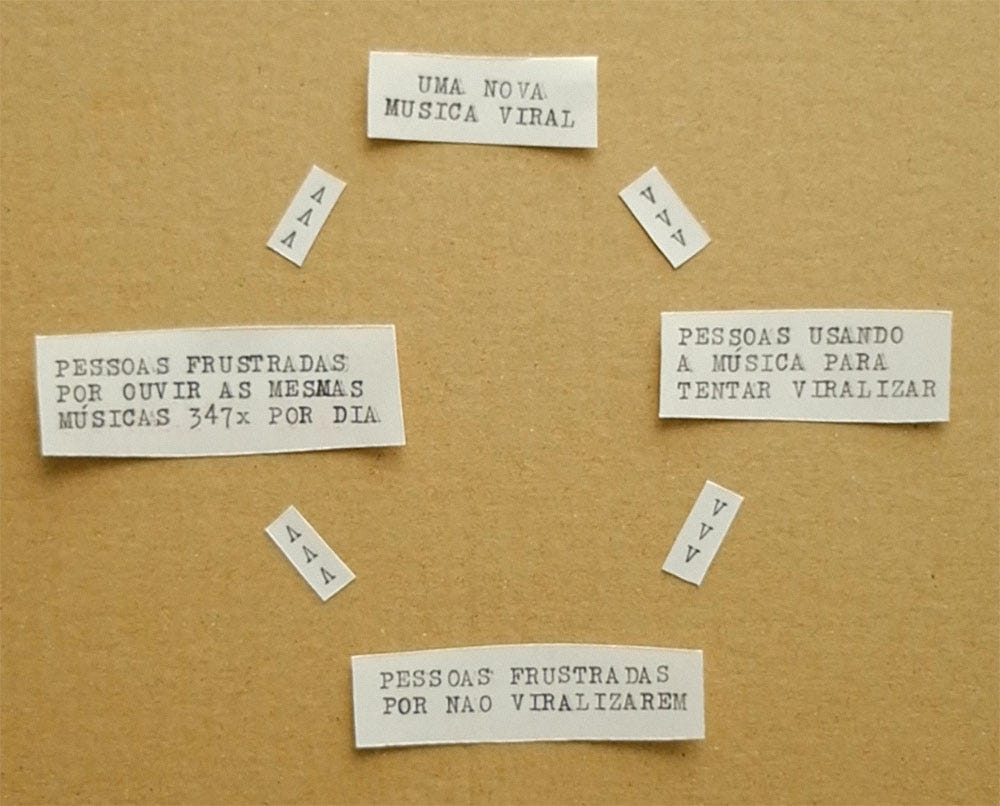 UMA NOVA
MUSICA VIRAL
V
V
V
PESSOAS USANDO
A MÚSICA PARA
TENTAR VIRALIZAR
V
V
V
PESSOAS FRUSTRADAS
POR NAO VIRALIZAREM
V
V
V
PESSOAS FRUSTRADAS
POR OUVIR AS MESMAS
MÚSICAS 347x POR DIA
V
V
V